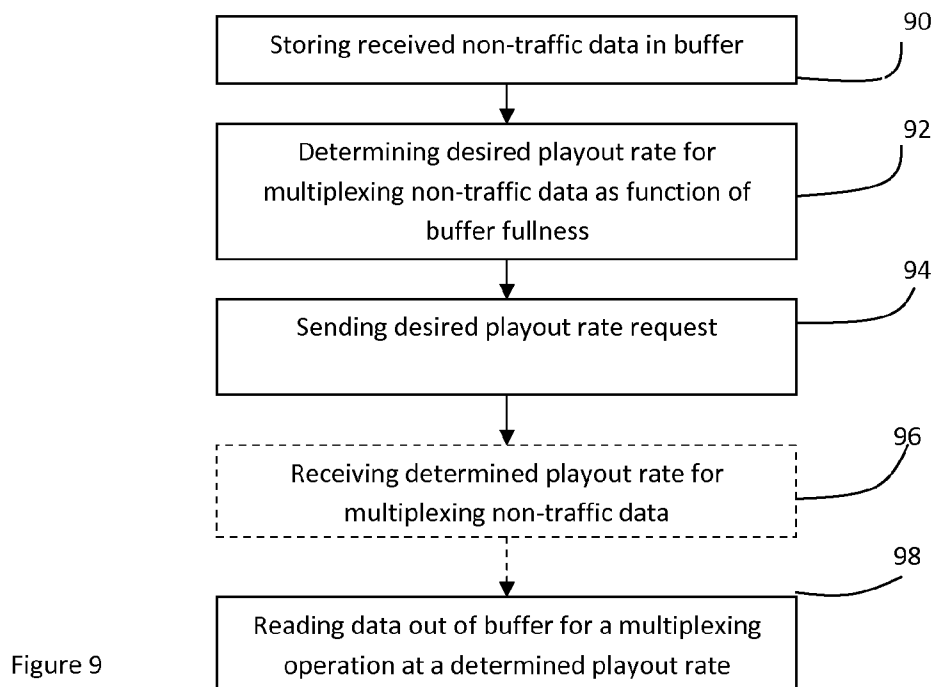 90
Storing received non-traffic data in buffer
92
Determining desired playout rate for
multiplexing non-traffic data as function of
buffer fullness
94
Sending desired playout rate request
96
Receiving determined playout rate for
multiplexing non-traffic data
98
Reading data out of buffer for a multiplexing
operation at a determined playout rate
Figure 9